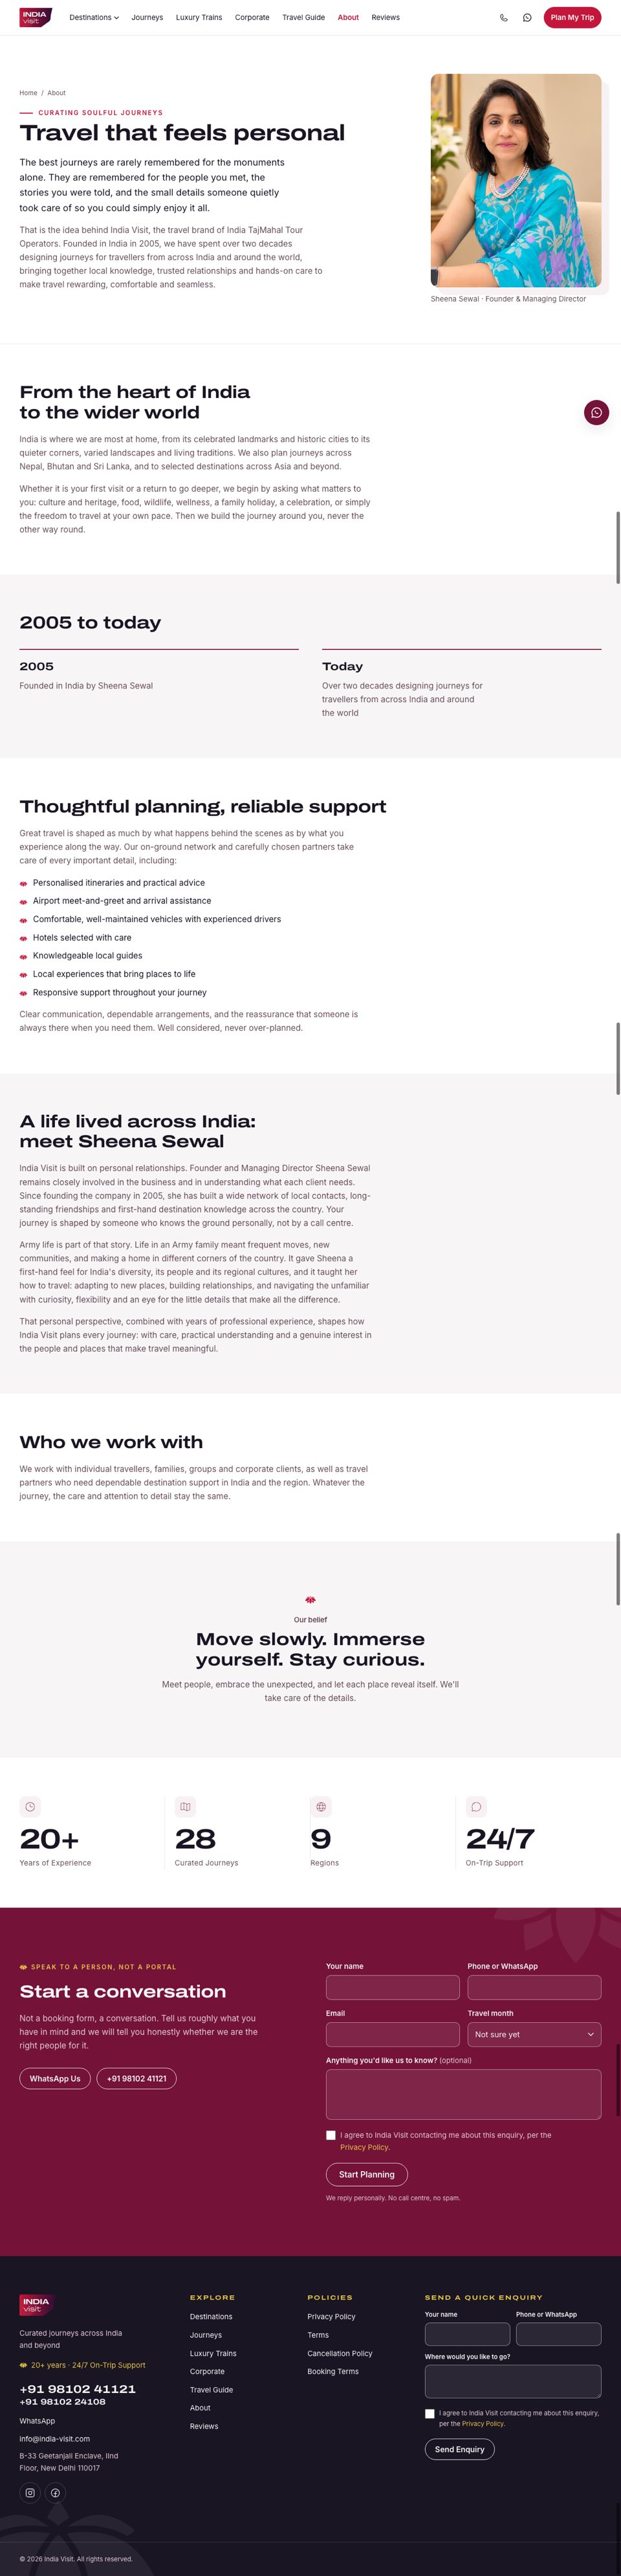 INDIA
visit
Destinations
Journeys
Luxury Trains
Corporate
Travel Guide
About
Reviews
Plan My Trip
Home / About
CURATING SOULFUL JOURNEYS
Travel that feels personal
The best journeys are rarely remembered for the monuments
alone. They are remembered for the people you met, the
stories you were told, and the small details someone quietly
took care of so you could simply enjoy it all.
That is the idea behind India Visit, the travel brand of India TajMahal Tour
Operators. Founded in India in 2005, we have spent over two decades
designing journeys for travellers from across India and around the world,
bringing together local knowledge, trusted relationships and hands-on care to
make travel rewarding, comfortable and seamless.
Sheena Sewal · Founder & Managing Director
From the heart of India
to the wider world
India is where we are most at home, from its celebrated landmarks and historic cities to its
quieter corners, varied landscapes and living traditions. We also plan journeys across
Nepal, Bhutan and Sri Lanka, and to selected destinations across Asia and beyond.
Whether it is your first visit or a return to go deeper, we begin by asking what matters to
you: culture and heritage, food, wildlife, wellness, a family holiday, a celebration, or simply
the freedom to travel at your own pace. Then we build the journey around you, never the
other way round.
2005 to today
2005
Founded in India by Sheena Sewal
Today
Over two decades designing journeys for
travellers from across India and around
the world
Thoughtful planning, reliable support
Great travel is shaped as much by what happens behind the scenes as by what you
experience along the way. Our on-ground network and carefully chosen partners take
care of every important detail, including:
Personalised itineraries and practical advice
Airport meet-and-greet and arrival assistance
Comfortable, well-maintained vehicles with experienced drivers
Hotels selected with care
Knowledgeable local guides
Local experiences that bring places to life
Responsive support throughout your journey
Clear communication, dependable arrangements, and the reassurance that someone is
always there when you need them. Well considered, never over-planned.
A life lived across India:
meet Sheena Sewal
India Visit is built on personal relationships. Founder and Managing Director Sheena Sewal
remains closely involved in the business and in understanding what each client needs.
Since founding the company in 2005, she has built a wide network of local contacts, long-
standing friendships and first-hand destination knowledge across the country. Your
journey is shaped by someone who knows the ground personally, not by a call centre.
Army life is part of that story. Life in an Army family meant frequent moves, new
communities, and making a home in different corners of the country. It gave Sheena a
first-hand feel for India's diversity, its people and its regional cultures, and it taught her
how to travel: adapting to new places, building relationships, and navigating the unfamiliar
with curiosity, flexibility and an eye for the little details that make all the difference.
That personal perspective, combined with years of professional experience, shapes how
India Visit plans every journey: with care, practical understanding and a genuine interest in
the people and places that make travel meaningful.
Who we work with
We work with individual travellers, families, groups and corporate clients, as well as travel
partners who need dependable destination support in India and the region. Whatever the
journey, the care and attention to detail stay the same.
Our belief
Move slowly. Immerse
yourself. Stay curious.
Meet people, embrace the unexpected, and let each place reveal itself. We'll
take care of the details.
20+
Years of Experience
28
Curated Journeys
9
Regions
24/7
On-Trip Support
SPEAK TO A PERSON, NOT A PORTAL
Start a conversation
Not a booking form, a conversation. Tell us roughly what you
have in mind and we will tell you honestly whether we are the
right people for it.
WhatsApp Us
+91 98102 41121
Your name
Phone or WhatsApp
Email
Travel month
Not sure yet
Anything you'd like us to know? (optional)
I agree to India Visit contacting me about this enquiry, per the
Privacy Policy.
Start Planning
We reply personally. No call centre, no spam.
INDIA
visit
Curated journeys across India
and beyond
20+ years · 24/7 On-Trip Support
+91 98102 41121
+91 98102 24108
WhatsApp
info@india-visit.com
B-33 Geetanjali Enclave, IInd
Floor, New Delhi 110017
EXPLORE
Destinations
Journeys
Luxury Trains
Corporate
Travel Guide
About
Reviews
POLICIES
Privacy Policy
Terms
Cancellation Policy
Booking Terms
SEND A QUICK ENQUIRY
Your name
Phone or WhatsApp
Where would you like to go?
I agree to India Visit contacting me about this enquiry,
per the Privacy Policy.
Send Enquiry
© 2026 India Visit. All rights reserved.